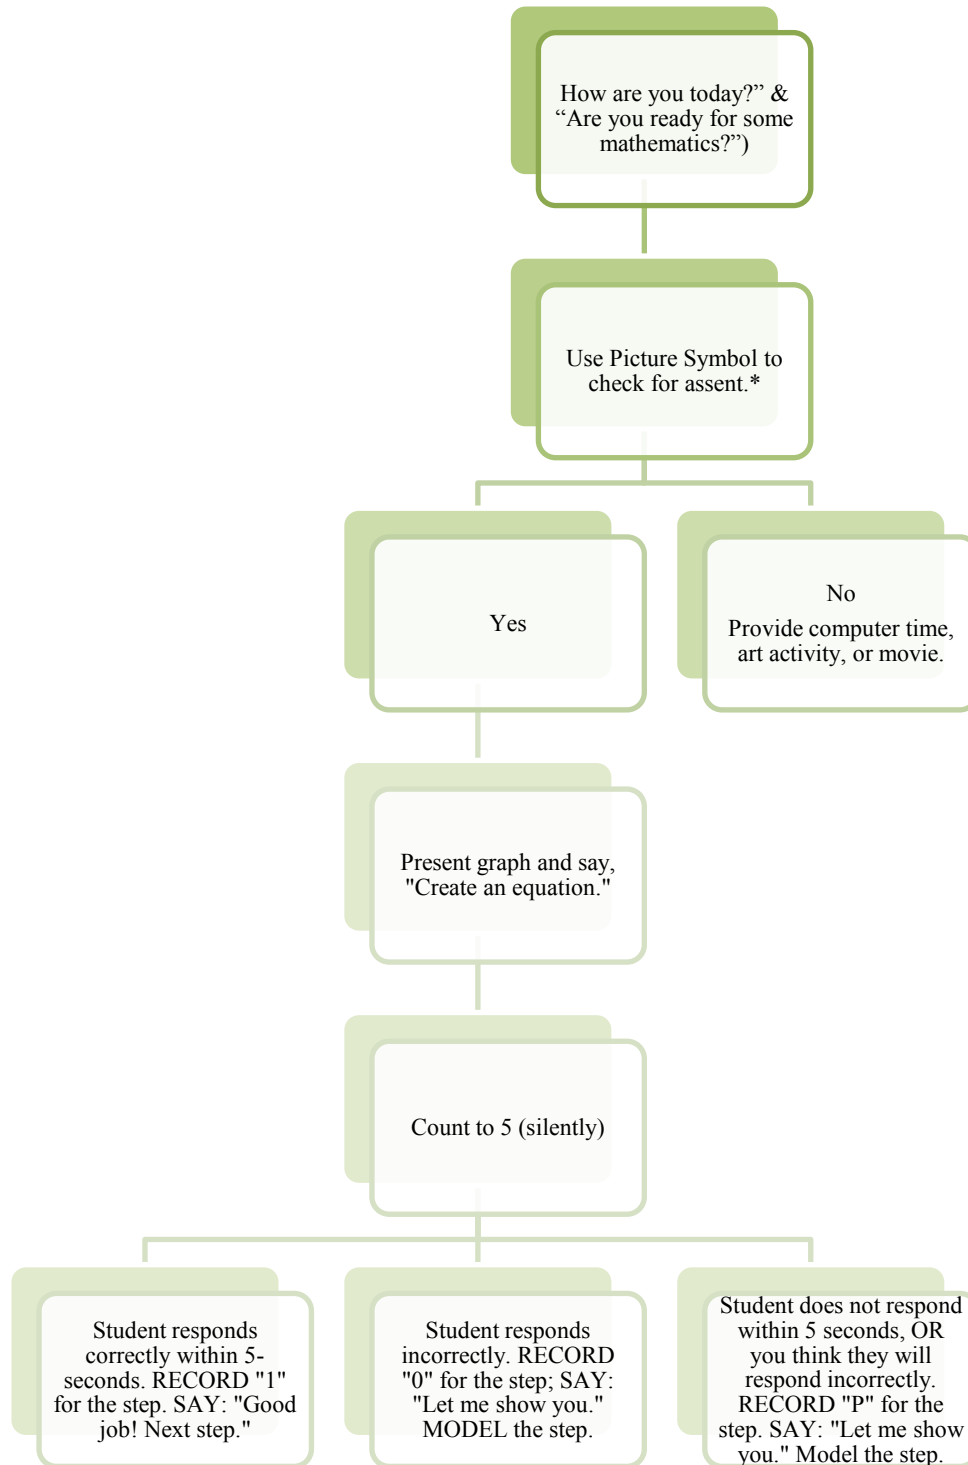 How are you today?” &
“Are you ready for some
mathematics?”)
Use Picture Symbol to
check for assent.*
Yes
No
Provide computer time,
art activity, or movie.
Present graph and say,
"Create an equation."
Count to 5 (silently)
Student responds
correctly within 5-
seconds. RECORD "1"
for the step. SAY: "Good
job! Next step."
Student responds
incorrectly. RECORD
"0" for the step; SAY:
"Let me show you."
MODEL the step.
Student does not respond
within 5 seconds, OR
you think they will
respond incorrectly.
RECORD "P" for the
step. SAY: "Let me show
you." Model the step.